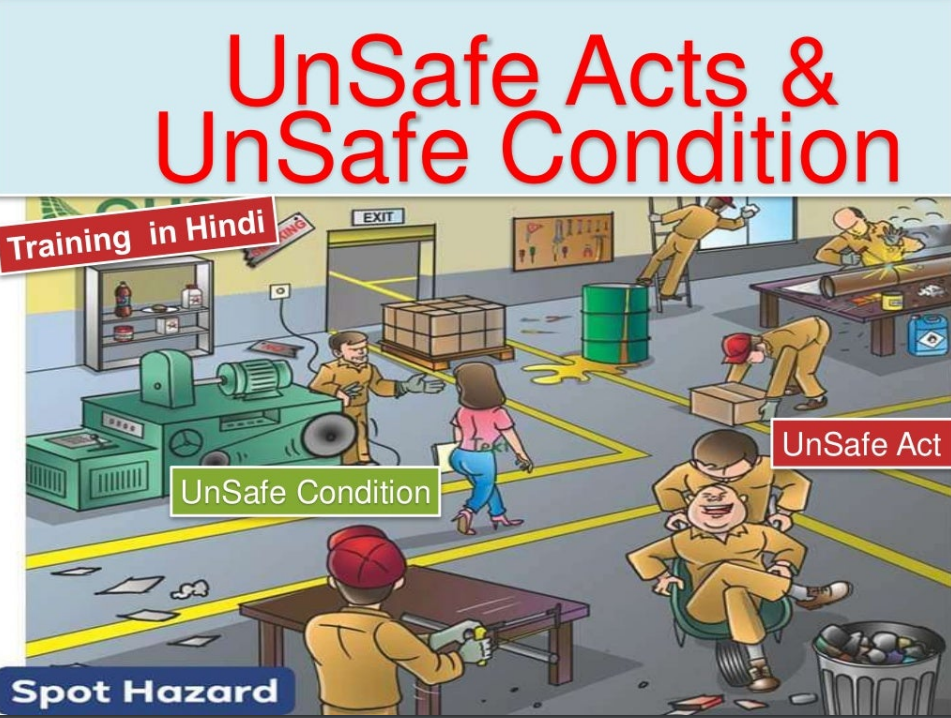 UnSafe Acts &
UnSafe Condition
Training in Hindi
EXIT
UnSafe Act
UnSafe Condition
Spot Hazard